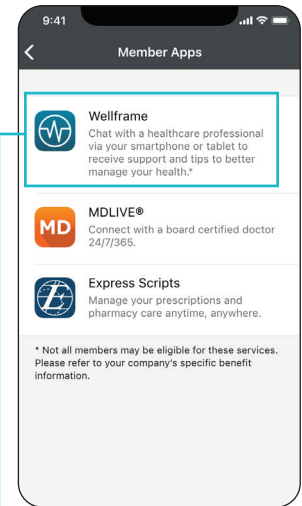 9:41
Member Apps
Wellframe
Chat with a healthcare professional
via your smartphone or tablet to
receive support and tips to better
manage your health.*
MD
MDLIVE®
Connect with a board certified doctor
24/7/365.
Express Scripts
Manage your prescriptions and
pharmacy care anytime, anywhere.
* Not all members may be eligible for these services.
Please refer to your company's specific benefit
information.